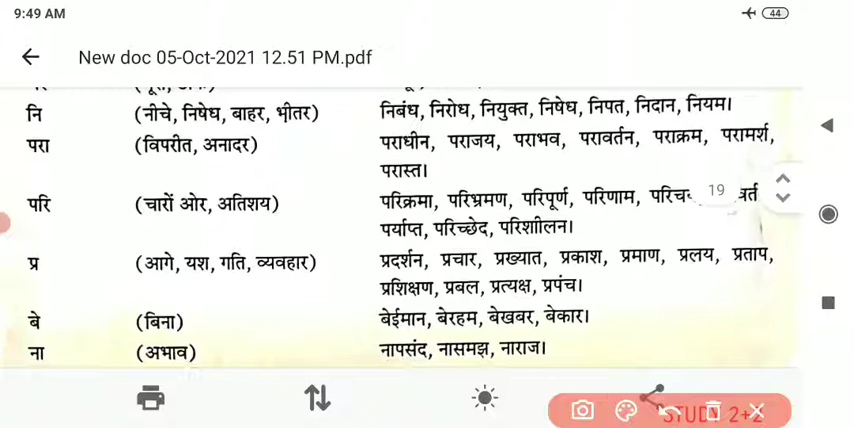 9:49 AM
44
New doc 05-Oct-2021 12.51 PM.pdf
नि (नीचे, निषेध, बाहर, भीतर) निबंध, निरोध, नियुक्त, निषेध, निपत, निदान, नियम।
परा (विपरीत, अनादर) पराधीन, पराजय, पराभव, परावर्तन, पराक्रम, परामर्श,
परास्त।
परि (चारों ओर, अतिशय) परिक्रमा, परिभ्रमण, परिपूर्ण, परिणाम,
19
पर्याप्त, परिच्छेद, परिशीलन।
प्र (आगे, यश, गति, व्यवहार) प्रदर्शन, प्रचार, प्रख्यात, प्रकाश, प्रमाण, प्रलय, प्रताप,
प्रशिक्षण, प्रबल, प्रत्यक्ष, प्रपंच।
बे (बिना) बेईमान, बेरहम, बेखबर, बेकार।
ना (अभाव) नापसंद, नासमझ, नाराज।
STUDY 2+2